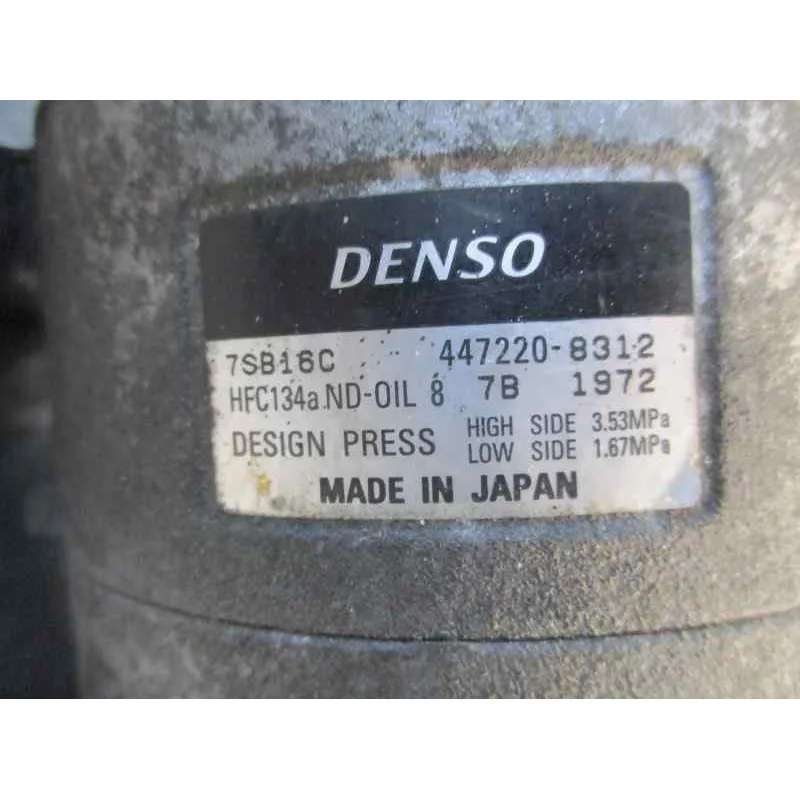 DENSO
7SB16C 447220-8312
HFC134a ND-OIL 8 7B 1972
DESIGN PRESS HIGH SIDE 3.53MPa
LOW SIDE 1.67MPa
MADE IN JAPAN